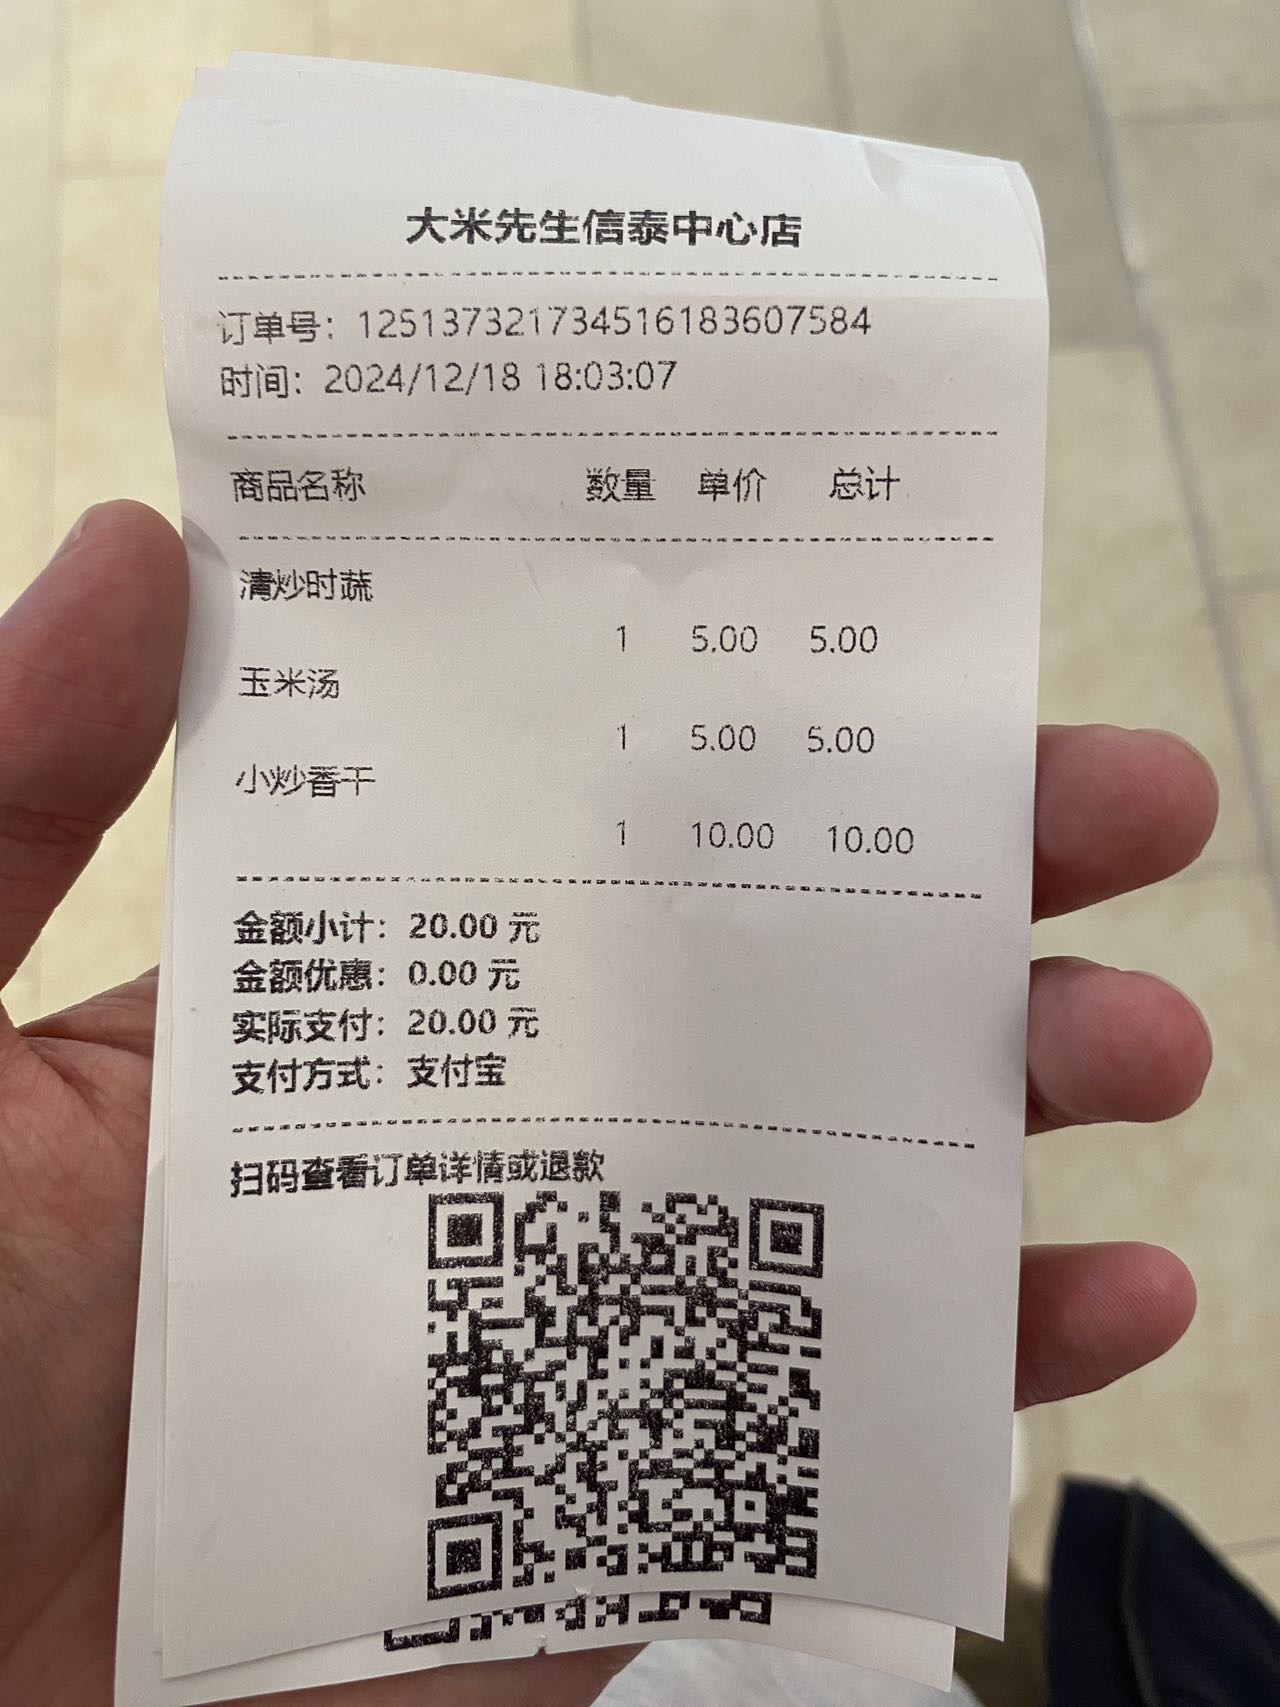 大米先生信泰中心店
订单号：1251373217345161836​07584
时间：2024/12/18 18:03:07
商品名称 数量 单价 总计
清炒时蔬
1 5.00 5.00
玉米汤
1 5.00 5.00
小炒香干
1 10.00 10.00
金额小计：20.00 元
金额优惠：0.00 元
实际支付：20.00 元
支付方式：支付宝
扫码查看订单详情或退款